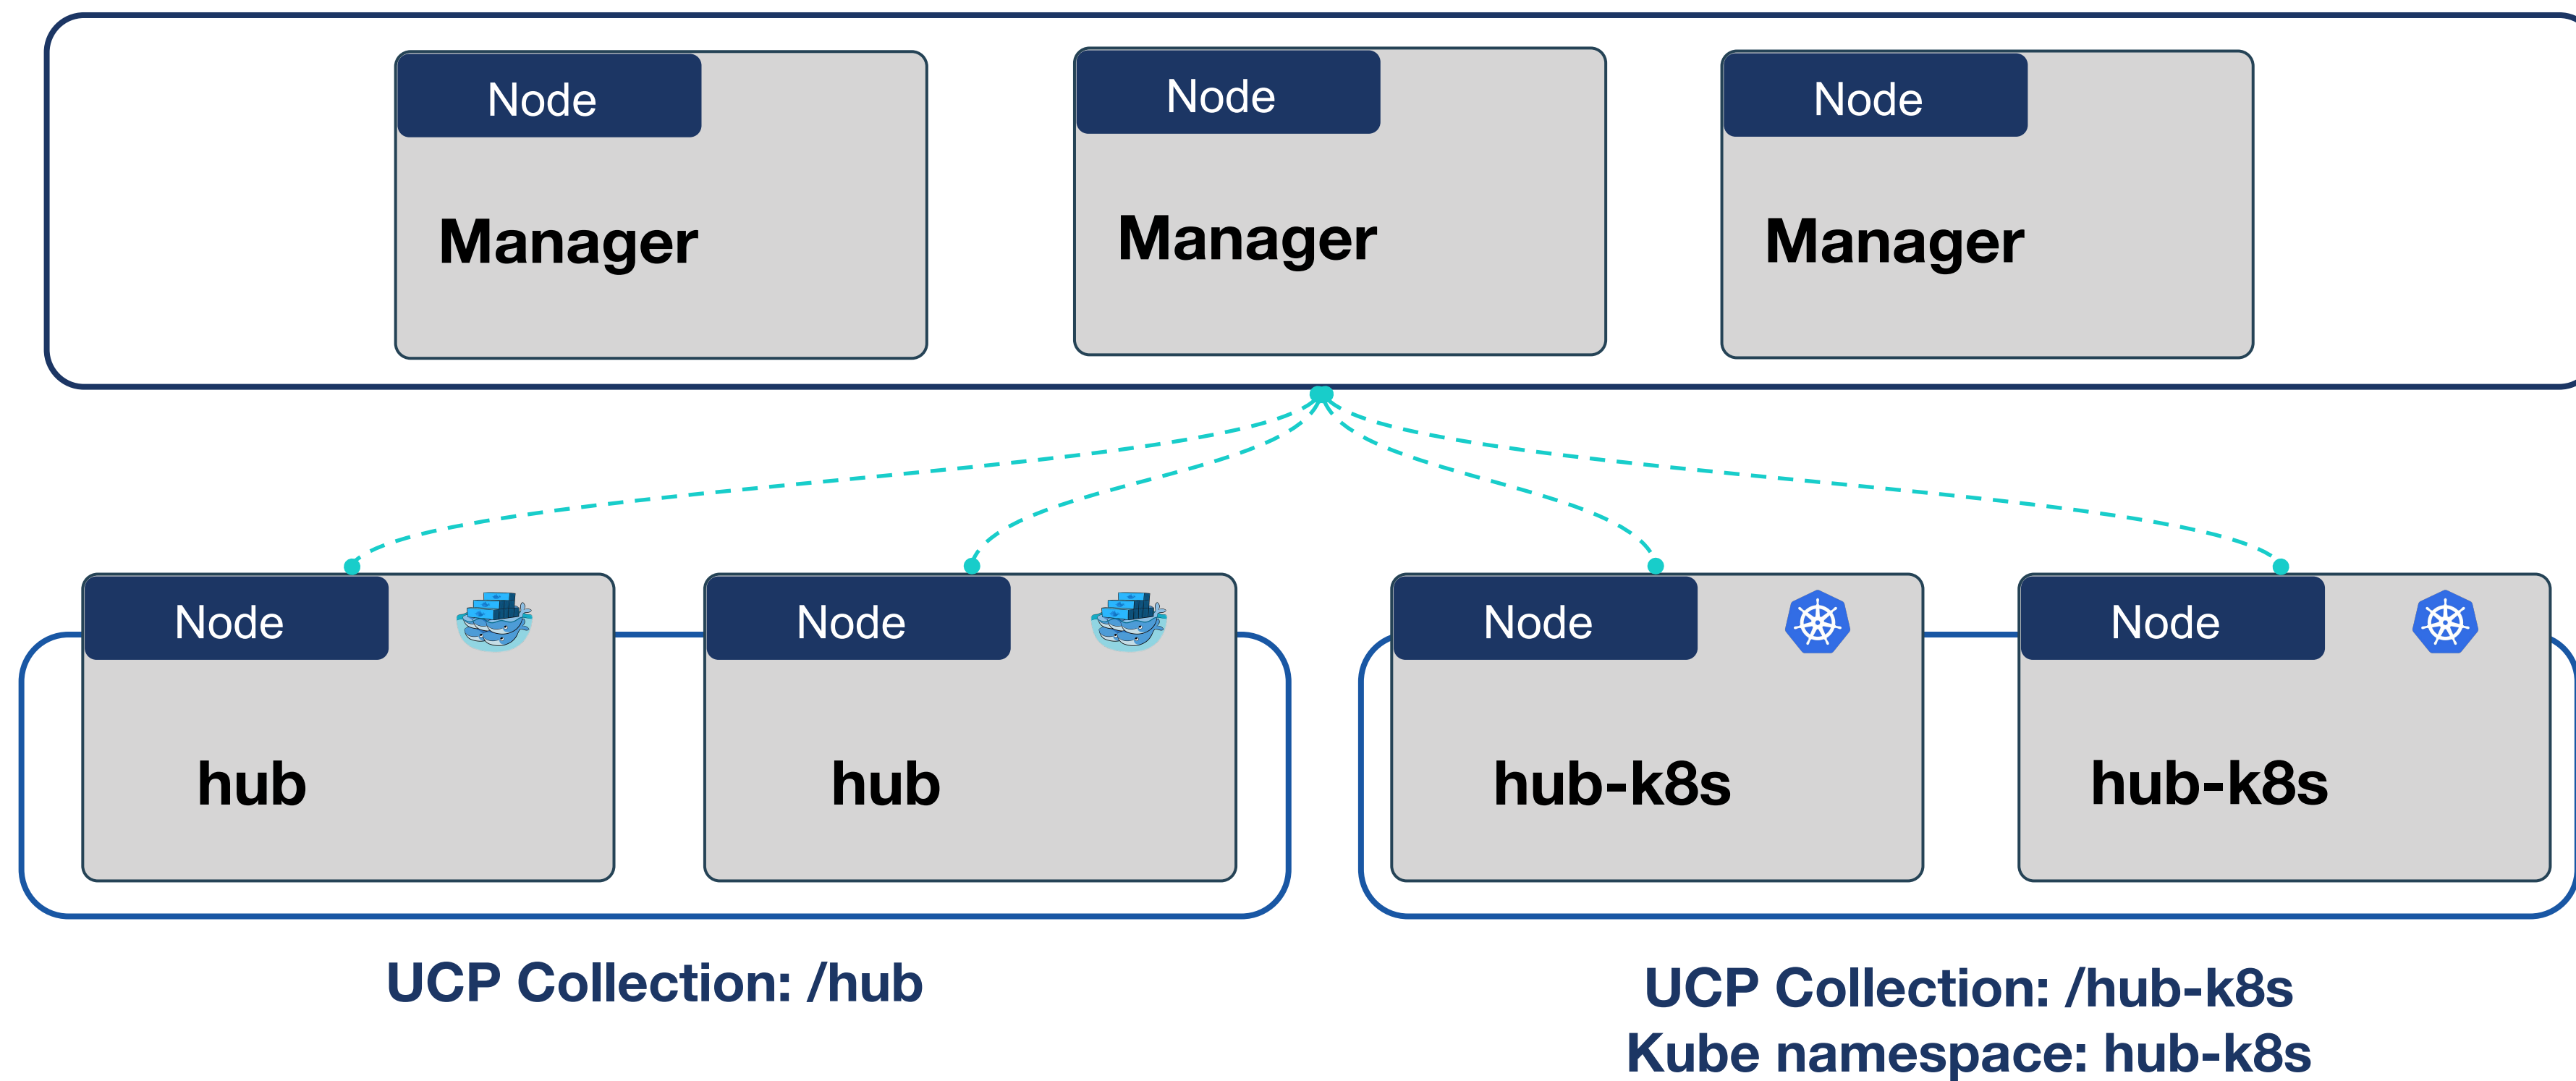 Node
Manager
Node
Manager
Node
Manager
Node
hub
Node
hub
Node
hub-k8s
Node
hub-k8s
UCP Collection: /hub
UCP Collection: /hub-k8s
Kube namespace: hub-k8s